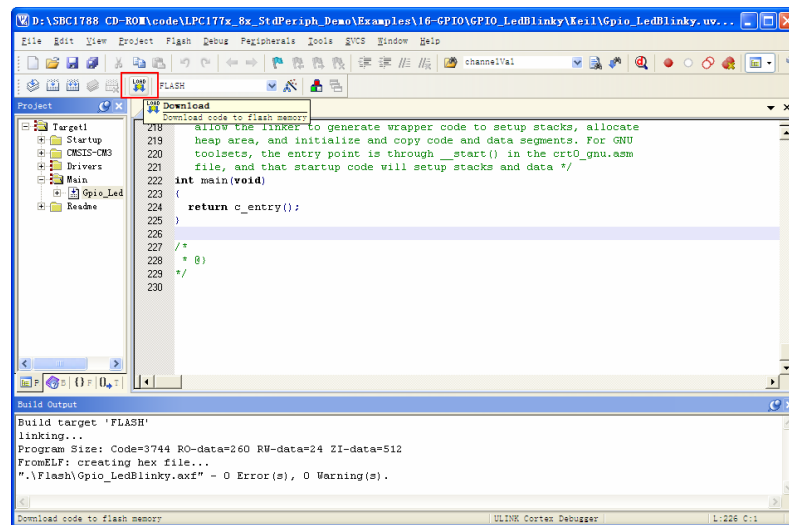 D:\SBC1788 CD-ROM\code\LPC177x_8x_StdPeriph_Demo\Examples\16-GPIO\GPIO_LedBlinky\Keil\Gpio_LedBlinky.uv...
File Edit View Project Flash Debug Peripherals Tools SVCS Window Help
channelVal
LOAD FLASH
Project
LOAD Download
Download code to flash memory
Target1
Startup
CMSIS-CM3
Drivers
Main
Gpio_Led
Readme
218 allow the linker to generate wrapper code to setup stacks, allocate
219 heap area, and initialize and copy code and data segments. For GNU
220 toolsets, the entry point is through __start() in the crt0_gnu.asm
221 file, and that startup code will setup stacks and data */
222 int main(void)
223 {
224 return c_entry();
225 }
226
227 /*
228 * @}
229 */
230
P B {} F 0 T
Build Output
Build target 'FLASH'
linking...
Program Size: Code=3744 RO-data=260 RW-data=24 ZI-data=512
FromELF: creating hex file...
".\Flash\Gpio_LedBlinky.axf" - 0 Error(s), 0 Warning(s).
Download code to flash memory ULINK Cortex Debugger L:226 C:1